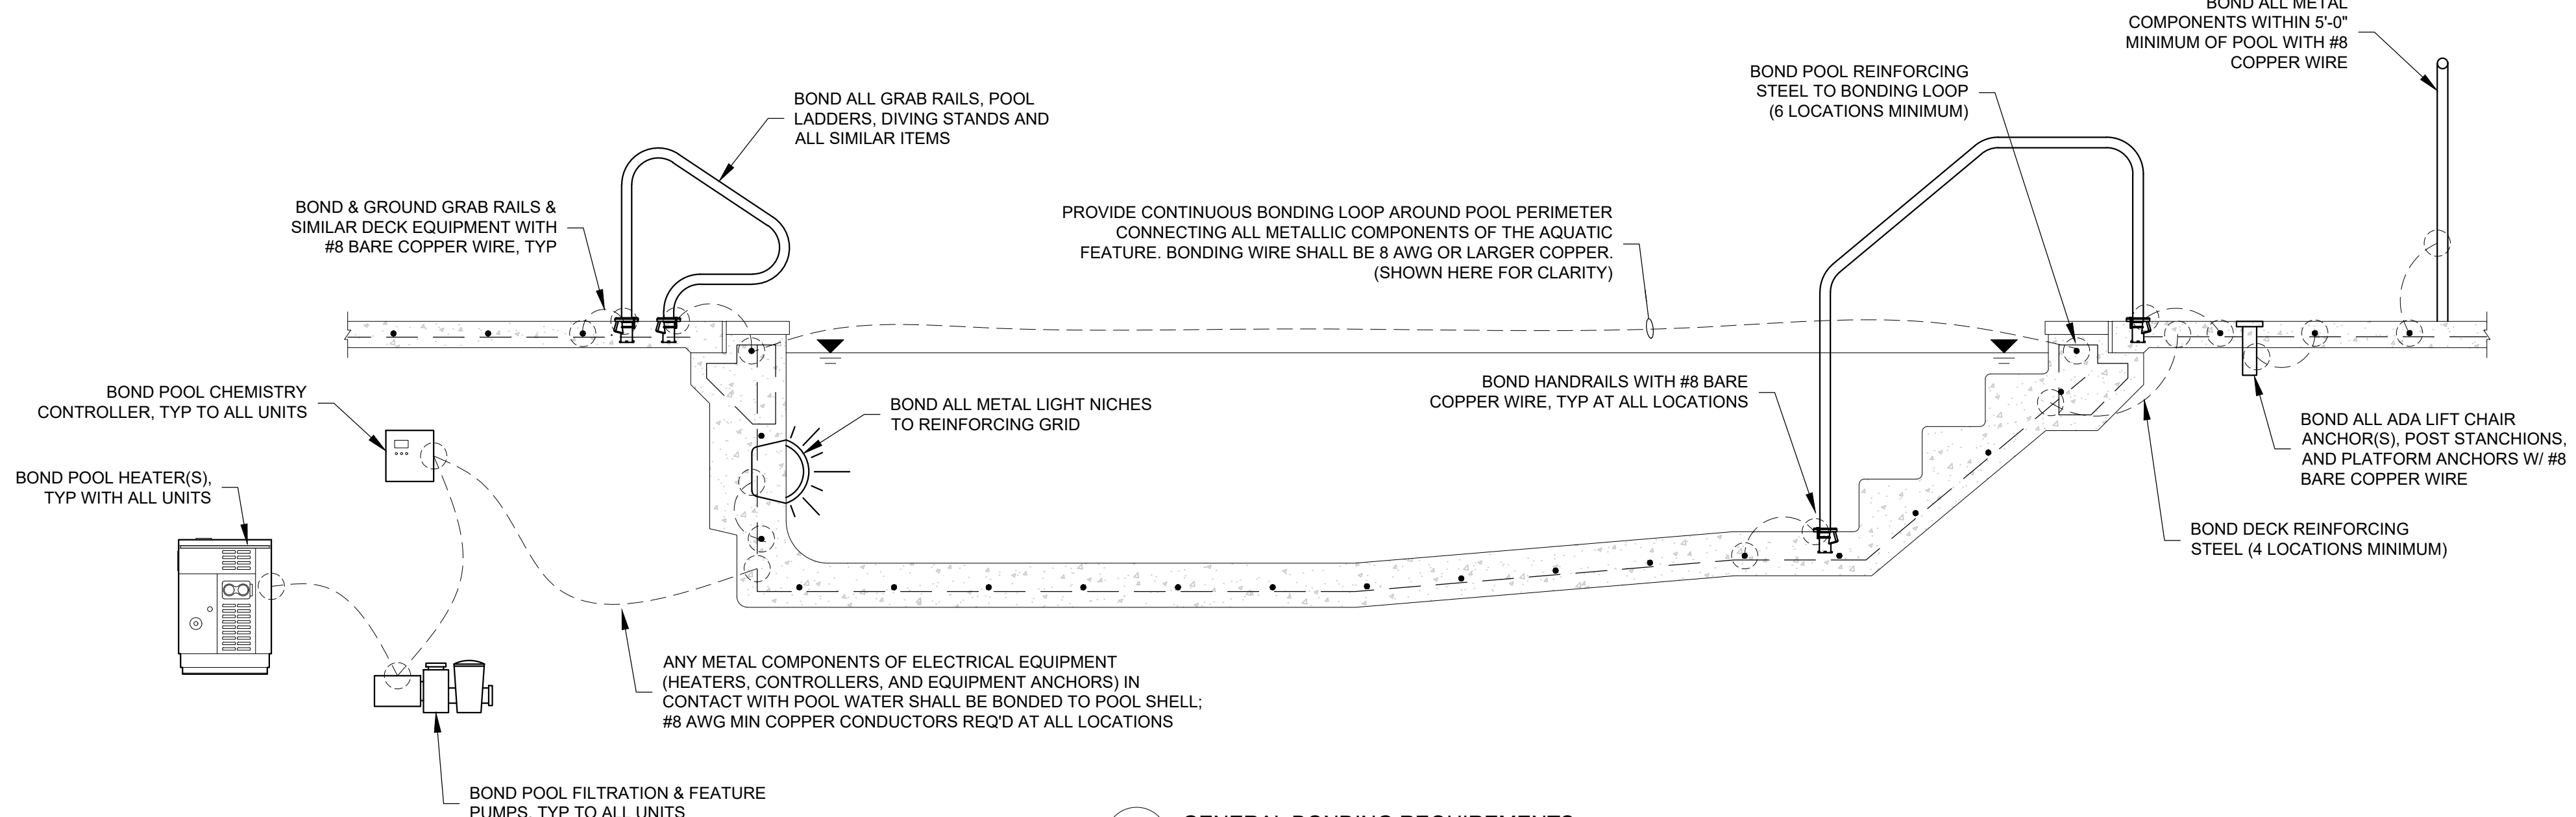 BOND ALL METAL
COMPONENTS WITHIN 5'-0"
MINIMUM OF POOL WITH #8
COPPER WIRE
BOND POOL REINFORCING
STEEL TO BONDING LOOP
(6 LOCATIONS MINIMUM)
BOND ALL GRAB RAILS, POOL
LADDERS, DIVING STANDS AND
ALL SIMILAR ITEMS
BOND & GROUND GRAB RAILS &
SIMILAR DECK EQUIPMENT WITH
#8 BARE COPPER WIRE, TYP
PROVIDE CONTINUOUS BONDING LOOP AROUND POOL PERIMETER
CONNECTING ALL METALLIC COMPONENTS OF THE AQUATIC
FEATURE. BONDING WIRE SHALL BE 8 AWG OR LARGER COPPER.
(SHOWN HERE FOR CLARITY)
BOND POOL CHEMISTRY
CONTROLLER, TYP TO ALL UNITS
BOND ALL METAL LIGHT NICHES
TO REINFORCING GRID
BOND HANDRAILS WITH #8 BARE
COPPER WIRE, TYP AT ALL LOCATIONS
BOND ALL ADA LIFT CHAIR
ANCHOR(S), POST STANCHIONS,
AND PLATFORM ANCHORS W/ #8
BARE COPPER WIRE
BOND POOL HEATER(S),
TYP WITH ALL UNITS
BOND DECK REINFORCING
STEEL (4 LOCATIONS MINIMUM)
ANY METAL COMPONENTS OF ELECTRICAL EQUIPMENT
(HEATERS, CONTROLLERS, AND EQUIPMENT ANCHORS) IN
CONTACT WITH POOL WATER SHALL BE BONDED TO POOL SHELL;
#8 AWG MIN COPPER CONDUCTORS REQ'D AT ALL LOCATIONS
BOND POOL FILTRATION & FEATURE
PUMPS, TYP TO ALL UNITS
GENERAL BONDING REQUIREMENTS